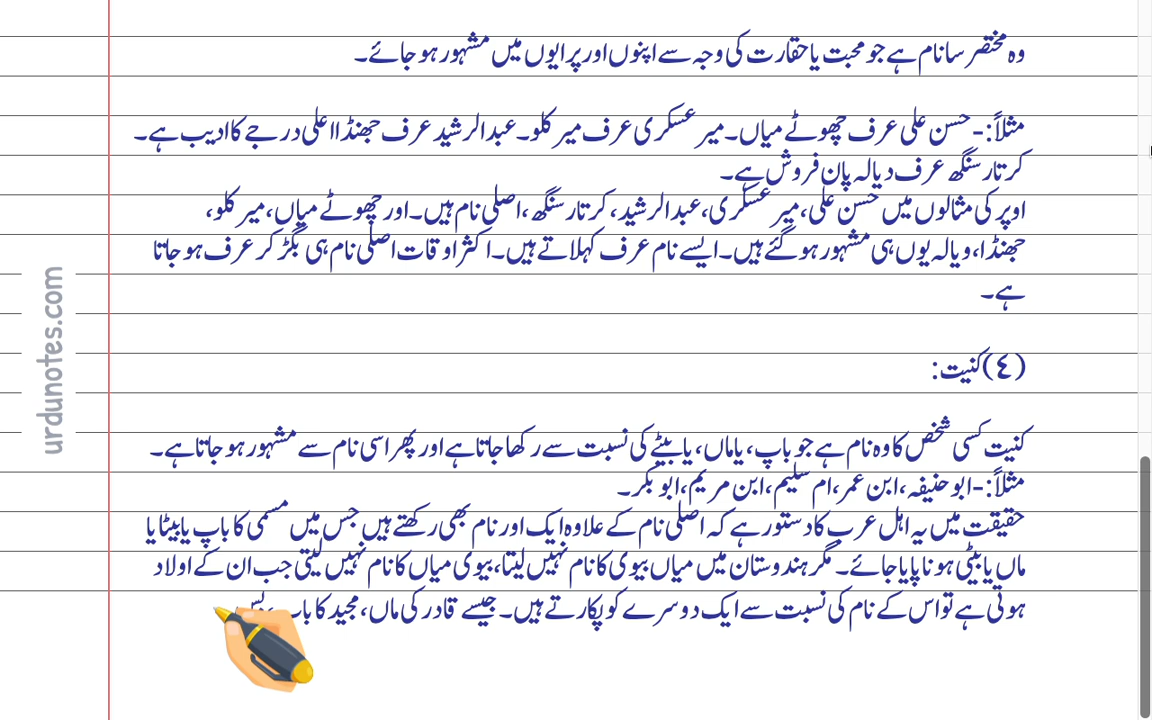 وہ مختصر سا نام ہے جو محبت یا حقارت کی وجہ سے اپنوں اور پرایوں میں مشہور ہو جائے۔
مثلاً:-حسن علی عرف چھوٹے میاں۔میر عسکری عرف میر کلو۔عبدالرشید عرف جھنڈا اعلی درجے کا ادیب ہے۔
کرتار سنگھ عرف دیالہ پان فروش ہے۔
اوپر کی مثالوں میں حسن علی،میر عسکری،عبدالرشید، کرتار سنگھ،اصلی نام ہیں۔اور چھوٹے میاں،میر کلو،
جھنڈا،ویالہ یوں ہی مشہور ہو گئے ہیں۔ایسے نام عرف کہلاتے ہیں۔اکثر اوقات اصلی نام ہی بگڑ کر عرف ہو جاتا
ہے۔
(٤)کنیت:
کنیت کسی شخص کا وہ نام ہے جو باپ،یا ماں، یا بیٹے کی نسبت سے رکھا جاتا ہے اور پھر اسی نام سے مشہور ہو جاتا ہے۔
مثلاً:-ابو حنیفہ،ابن عمر،ام سلیم،ابن مریم،ابو بکر۔
حقیقت میں یہ اہل عرب کا دستور ہے کہ اصلی نام کے علاوہ ایک اور نام بھی رکھتے ہیں جس میں مسمی کا باپ یا بیٹا یا
ماں یا بیٹی ہونا پایا جائے۔ مگر ہندوستان میں میاں بیوی کا نام نہیں لیتا، بیوی میاں کا نام نہیں لیتی جب ان کے اولاد
ہوتی ہے تو اس کے نام کی نسبت سے ایک دوسرے کو پکارتے ہیں۔ جیسے قادر کی ماں، مجید کا باپ
urdunotes.com